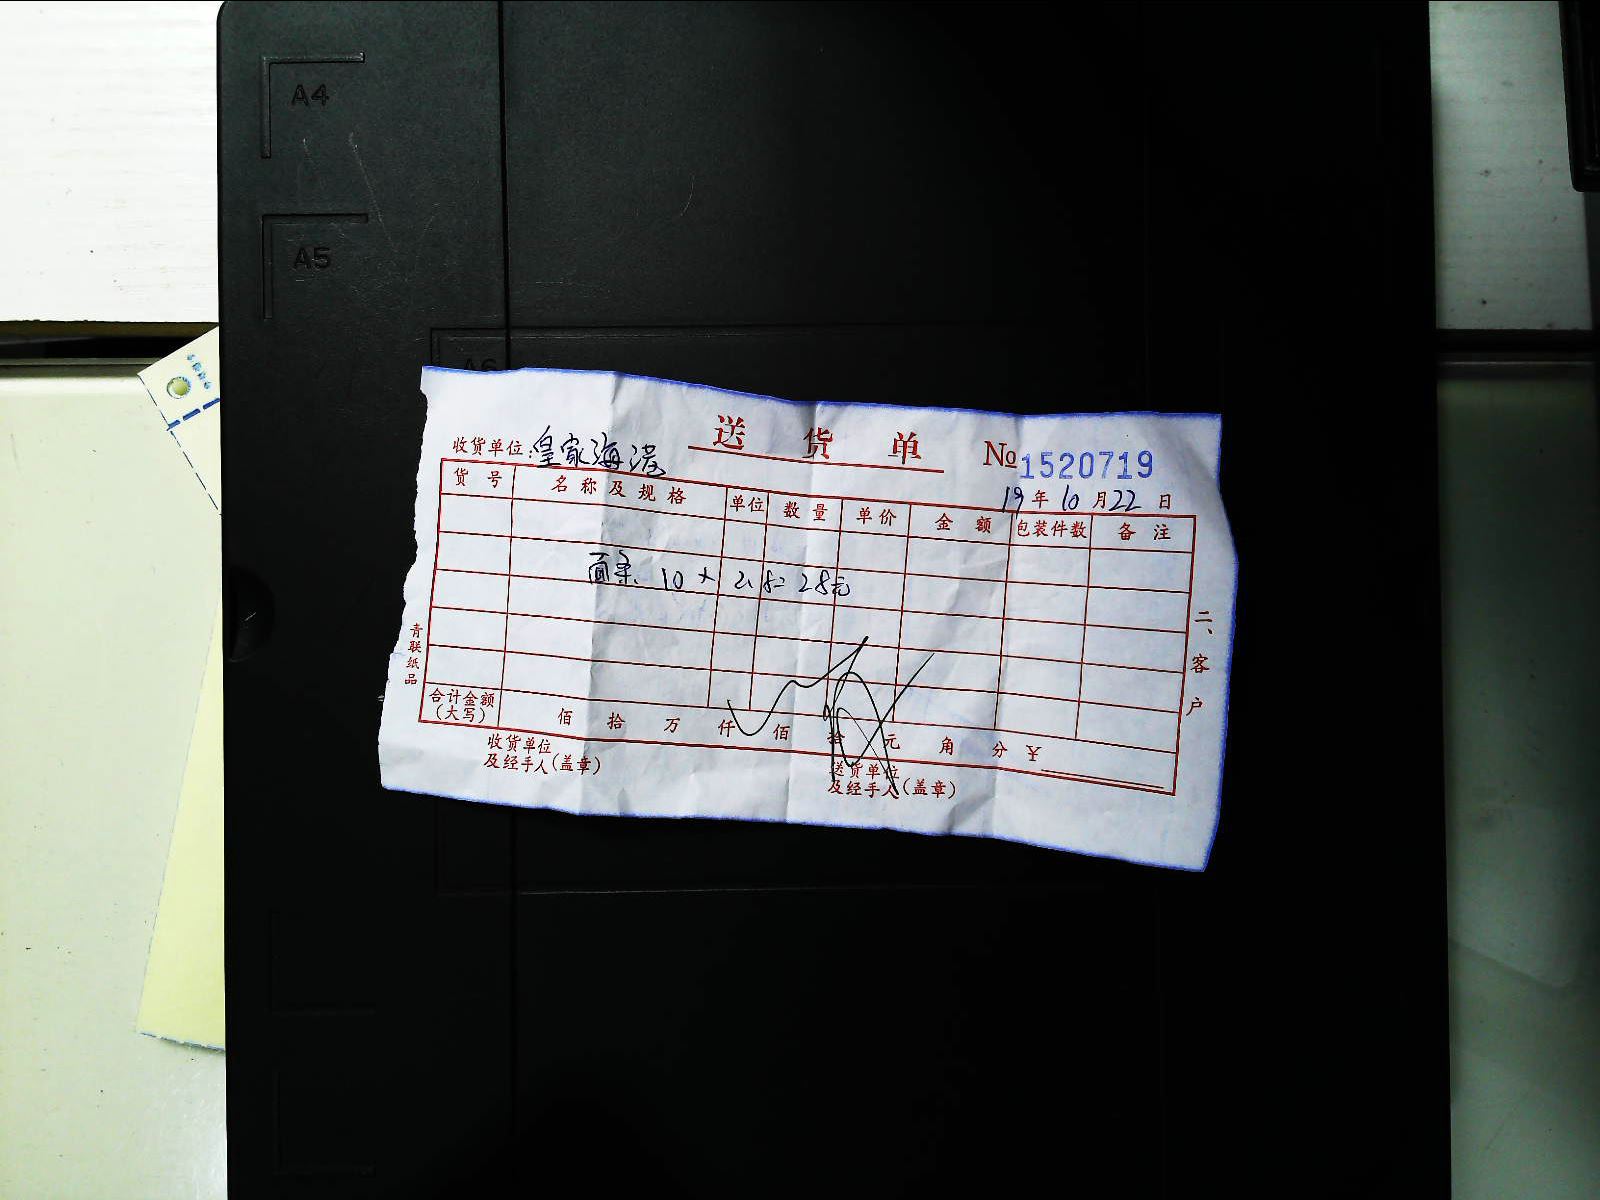 A4
A5
A6
送货单 №1520719
收货单位:皇家海湾
19年10月22日
货号 名称及规格 单位 数量 单价 金额 包装件数 备注
面条 10 × 2.8= 28元
合计金额(大写) 佰 拾 万 仟 佰 拾 元 角 分 ¥
收货单位及经手人(盖章)
送货单位及经手人(盖章)
青联纸品
二、客户